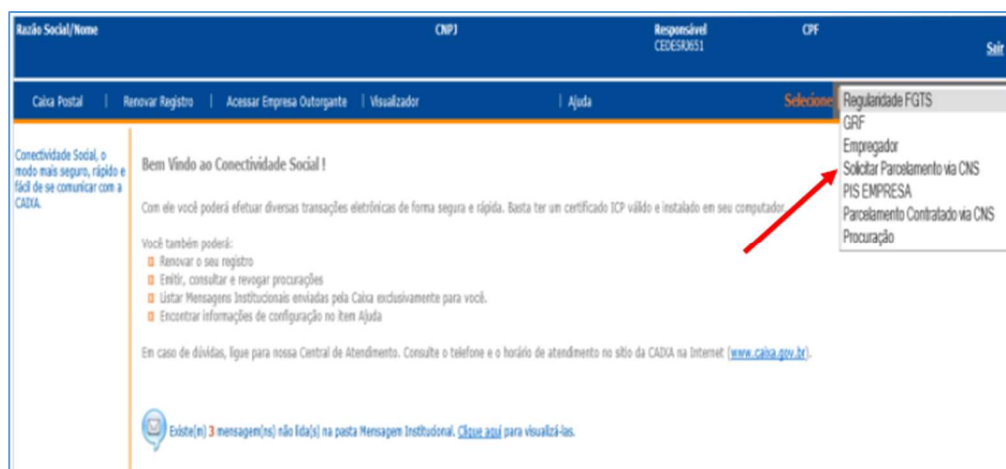 Razão Social/Nome CNPJ Responsável CPF
CEDESRJ651
Sair
Caixa Postal | Renovar Registro | Acessar Empresa Outorgante | Visualizador | Ajuda Selecione
Regularidade FGTS
GRF
Empregador
Solicitar Parcelamento via CNS
PIS EMPRESA
Parcelamento Contratado via CNS
Procuração
Conectividade Social, o
modo mais seguro, rápido e
fácil de se comunicar com a
CAIXA.
Bem Vindo ao Conectividade Social !
Com ele você poderá efetuar diversas transações eletrônicas de forma segura e rápida. Basta ter um certificado ICP válido e instalado em seu computador.
Você também poderá:
Renovar o seu registro
Emitir, consultar e revogar procurações
Listar Mensagens Institucionais enviadas pela Caixa exclusivamente para você.
Encontrar informações de configuração no item Ajuda
Em caso de dúvidas, ligue para nossa Central de Atendimento. Consulte o telefone e o horário de atendimento no sítio da CAIXA na Internet (www.caixa.gov.br).
Existe(m) 3 mensagem(ns) não lida(s) na pasta Mensagem Institucional. Clique aqui para visualizá-las.